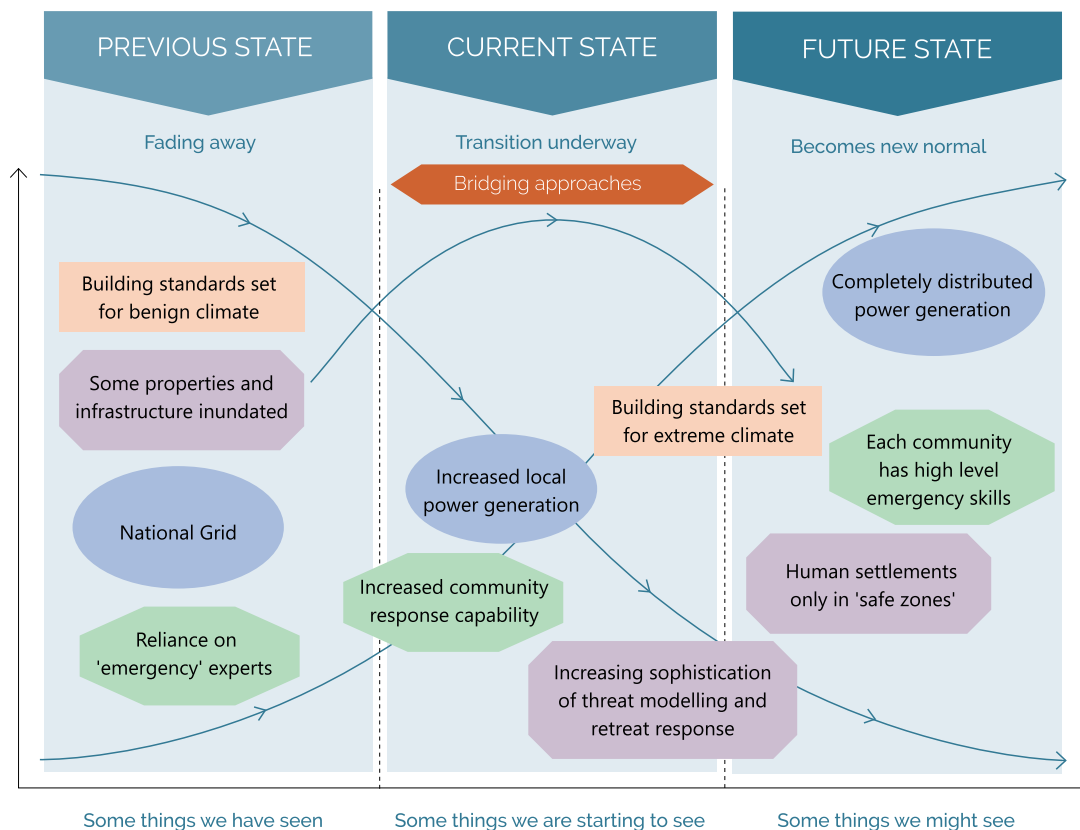 PREVIOUS STATE
CURRENT STATE
FUTURE STATE
Fading away
Transition underway
Becomes new normal
Bridging approaches
Building standards set
for benign climate
Some properties and
infrastructure inundated
National Grid
Reliance on
'emergency' experts
Increased local
power generation
Increased community
response capability
Building standards set
for extreme climate
Increasing sophistication
of threat modelling and
retreat response
Completely distributed
power generation
Each community
has high level
emergency skills
Human settlements
only in 'safe zones'
Some things we have seen
Some things we are starting to see
Some things we might see